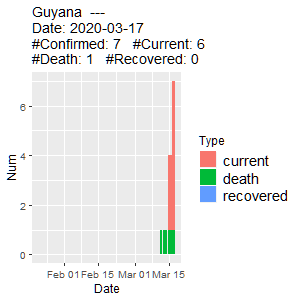 Guyana  ---
Date: 2020-03-17
#Confirmed: 7   #Current: 6
#Death: 1   #Recovered: 0
Num
6
4
2
0
Feb 01 Feb 15 Mar 01 Mar 15
Date
Type
current
death
recovered